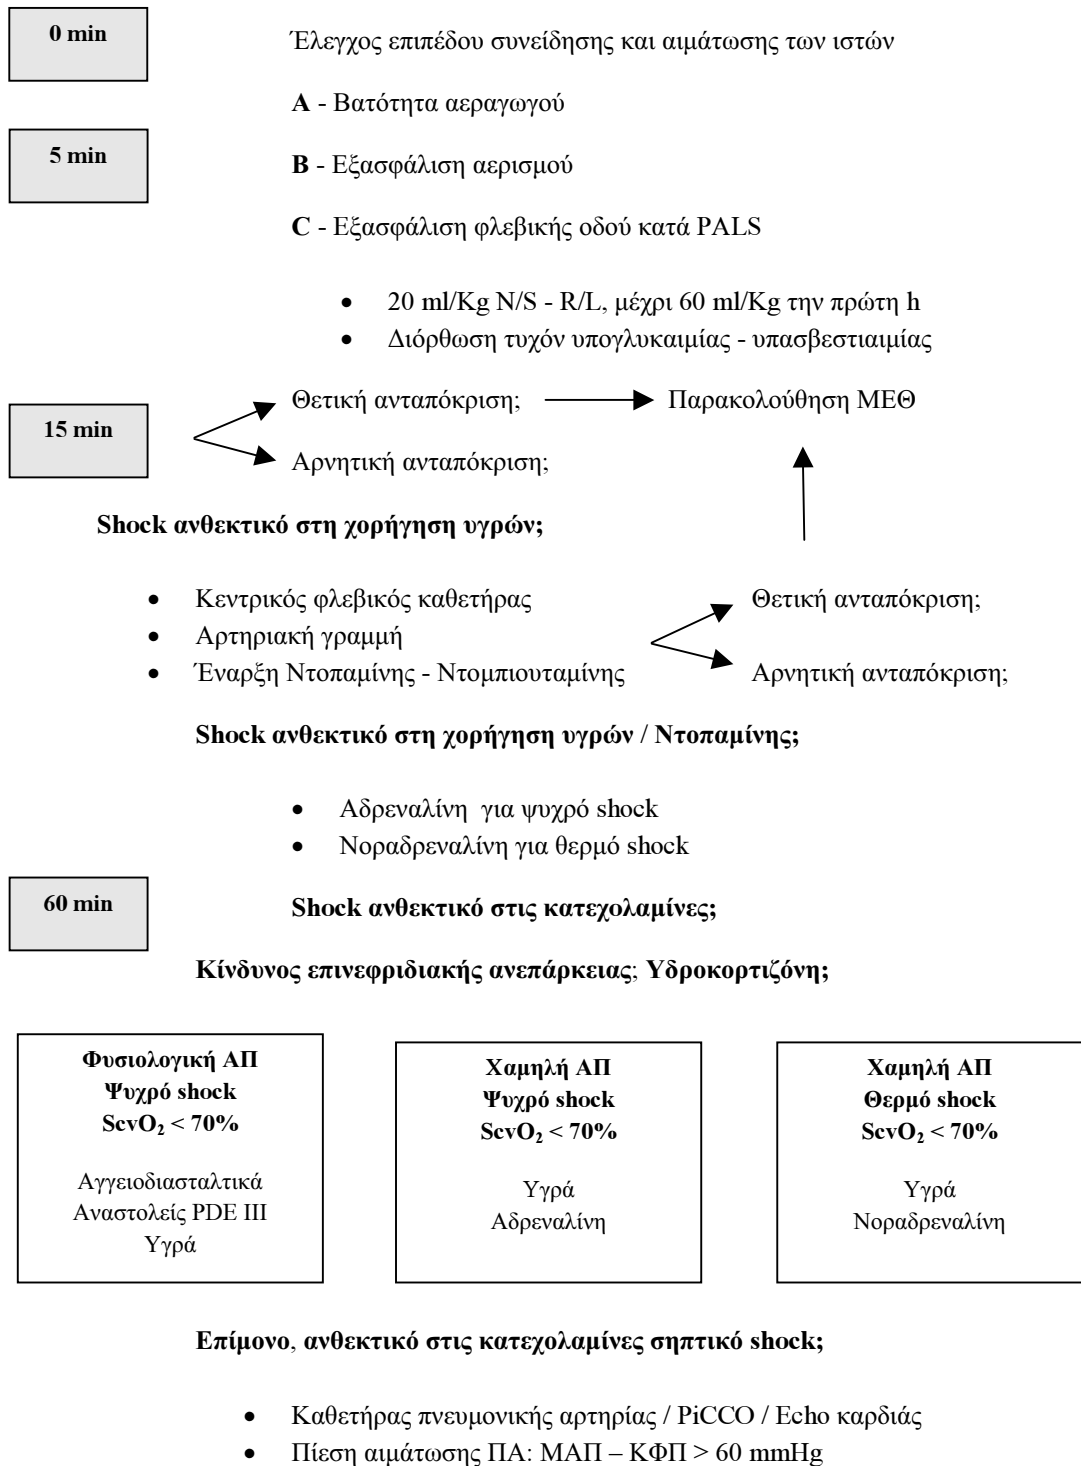 0 min
Έλεγχος επιπέδου συνείδησης και αιμάτωσης των ιστών
A - Βατότητα αεραγωγού
5 min
B - Εξασφάλιση αερισμού
C - Εξασφάλιση φλεβικής οδού κατά PALS
• 20 ml/Kg N/S - R/L, μέχρι 60 ml/Kg την πρώτη h
• Διόρθωση τυχόν υπογλυκαιμίας - υπασβεστιαιμίας
Θετική ανταπόκριση; Παρακολούθηση ΜΕΘ
15 min
Αρνητική ανταπόκριση;
Shock ανθεκτικό στη χορήγηση υγρών;
• Κεντρικός φλεβικός καθετήρας
• Αρτηριακή γραμμή
• Έναρξη Ντοπαμίνης - Ντομπιουταμίνης
Θετική ανταπόκριση;
Αρνητική ανταπόκριση;
Shock ανθεκτικό στη χορήγηση υγρών / Ντοπαμίνης;
• Αδρεναλίνη για ψυχρό shock
• Νοραδρεναλίνη για θερμό shock
60 min
Shock ανθεκτικό στις κατεχολαμίνες;
Κίνδυνος επινεφριδιακής ανεπάρκειας; Υδροκορτιζόνη;
Φυσιολογική ΑΠ
Ψυχρό shock
ScvO₂ < 70%
Αγγειοδιασταλτικά
Αναστολείς PDE III
Υγρά
Χαμηλή ΑΠ
Ψυχρό shock
ScvO₂ < 70%
Υγρά
Αδρεναλίνη
Χαμηλή ΑΠ
Θερμό shock
ScvO₂ < 70%
Υγρά
Νοραδρεναλίνη
Επίμονο, ανθεκτικό στις κατεχολαμίνες σηπτικό shock;
• Καθετήρας πνευμονικής αρτηρίας / PiCCO / Echo καρδιάς
• Πίεση αιμάτωσης ΠΑ: ΜΑΠ – ΚΦΠ > 60 mmHg